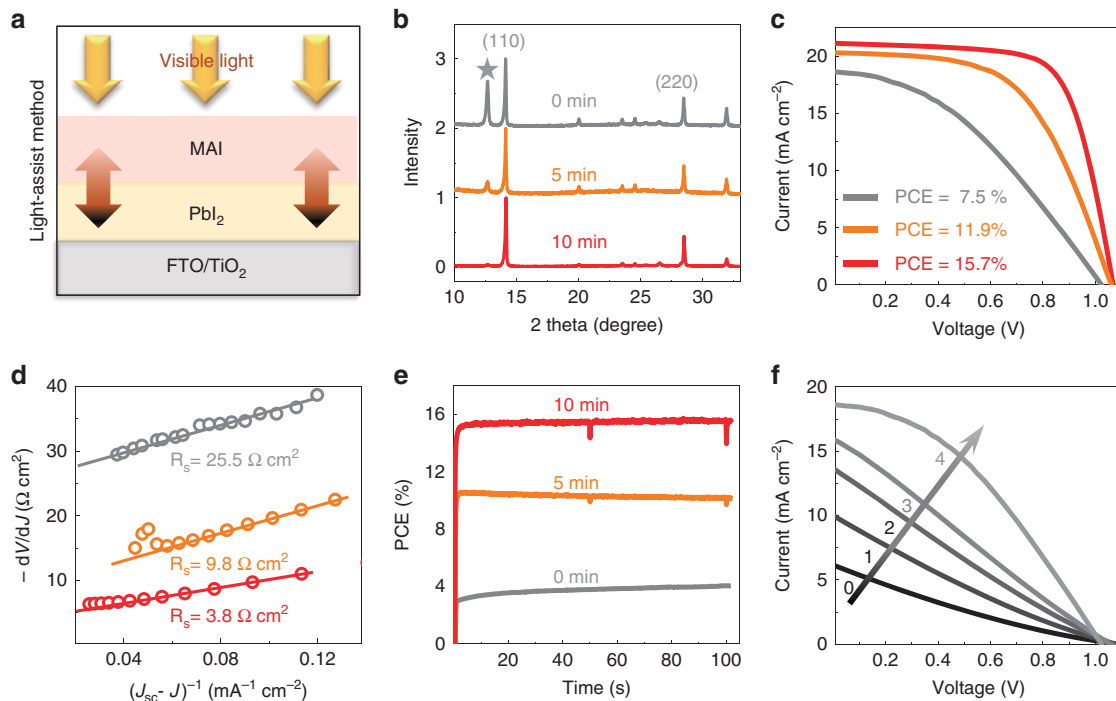 a
Light-assist method
Visible light
MAI
PbI₂
FTO/TiO₂
b
Intensity
3
2
1
0
(110)
(220)
0 min
5 min
10 min
10 15 20 25 30
2 theta (degree)
c
Current (mA cm⁻²)
20
15
10
5
0
PCE = 7.5 %
PCE = 11.9%
PCE = 15.7%
0.2 0.4 0.6 0.8 1.0
Voltage (V)
d
– dV/dJ (Ω cm²)
40
30
20
10
Rₛ= 25.5 Ω cm²
Rₛ= 9.8 Ω cm²
Rₛ= 3.8 Ω cm²
0.04 0.08 0.12
(J_sc- J)⁻¹ (mA⁻¹ cm⁻²)
e
PCE (%)
16
12
8
4
0
10 min
5 min
0 min
20 40 60 80 100
Time (s)
f
Current (mA cm⁻²)
20
15
10
5
0
4
3
2
1
0
0.2 0.4 0.6 0.8 1.0
Voltage (V)